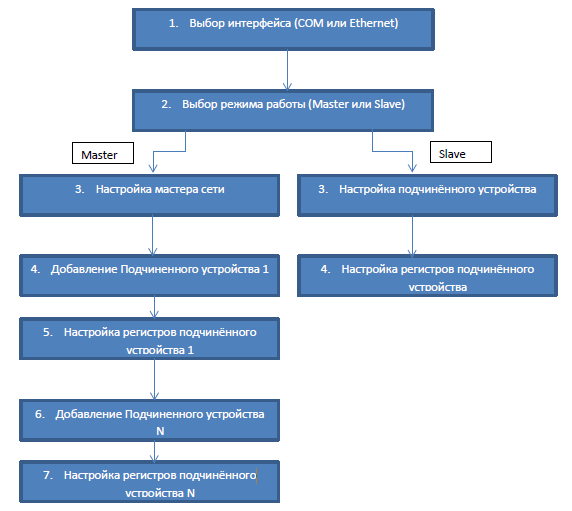 1. Выбор интерфейса (COM или Ethernet)
2. Выбор режима работы (Master или Slave)
Master
Slave
3. Настройка мастера сети
3. Настройка подчинённого устройства
4. Добавление Подчиненного устройства 1
4. Настройка регистров подчинённого
устройства
5. Настройка регистров подчинённого
устройства 1
6. Добавление Подчиненного устройства
N
7. Настройка регистров подчинённого
устройства N